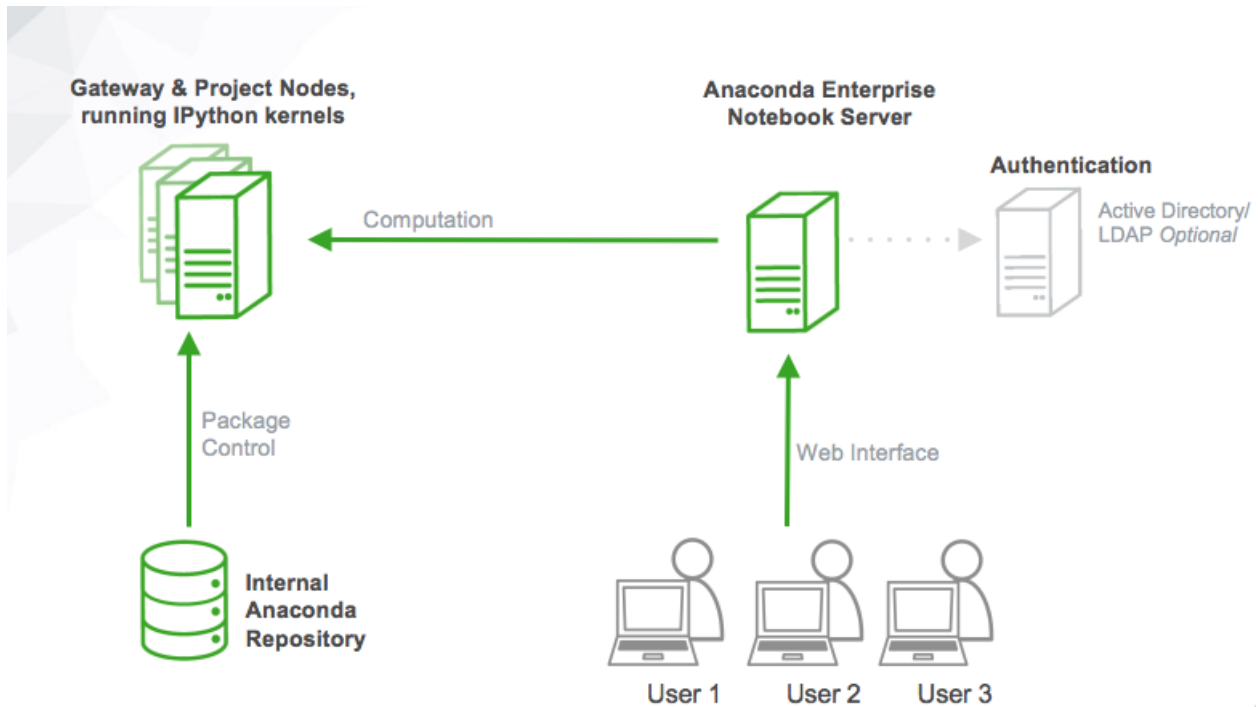 Gateway & Project Nodes,
running IPython kernels
Anaconda Enterprise
Notebook Server
Authentication
Active Directory/
LDAP Optional
Computation
Package
Control
Web Interface
Internal
Anaconda
Repository
User 1
User 2
User 3